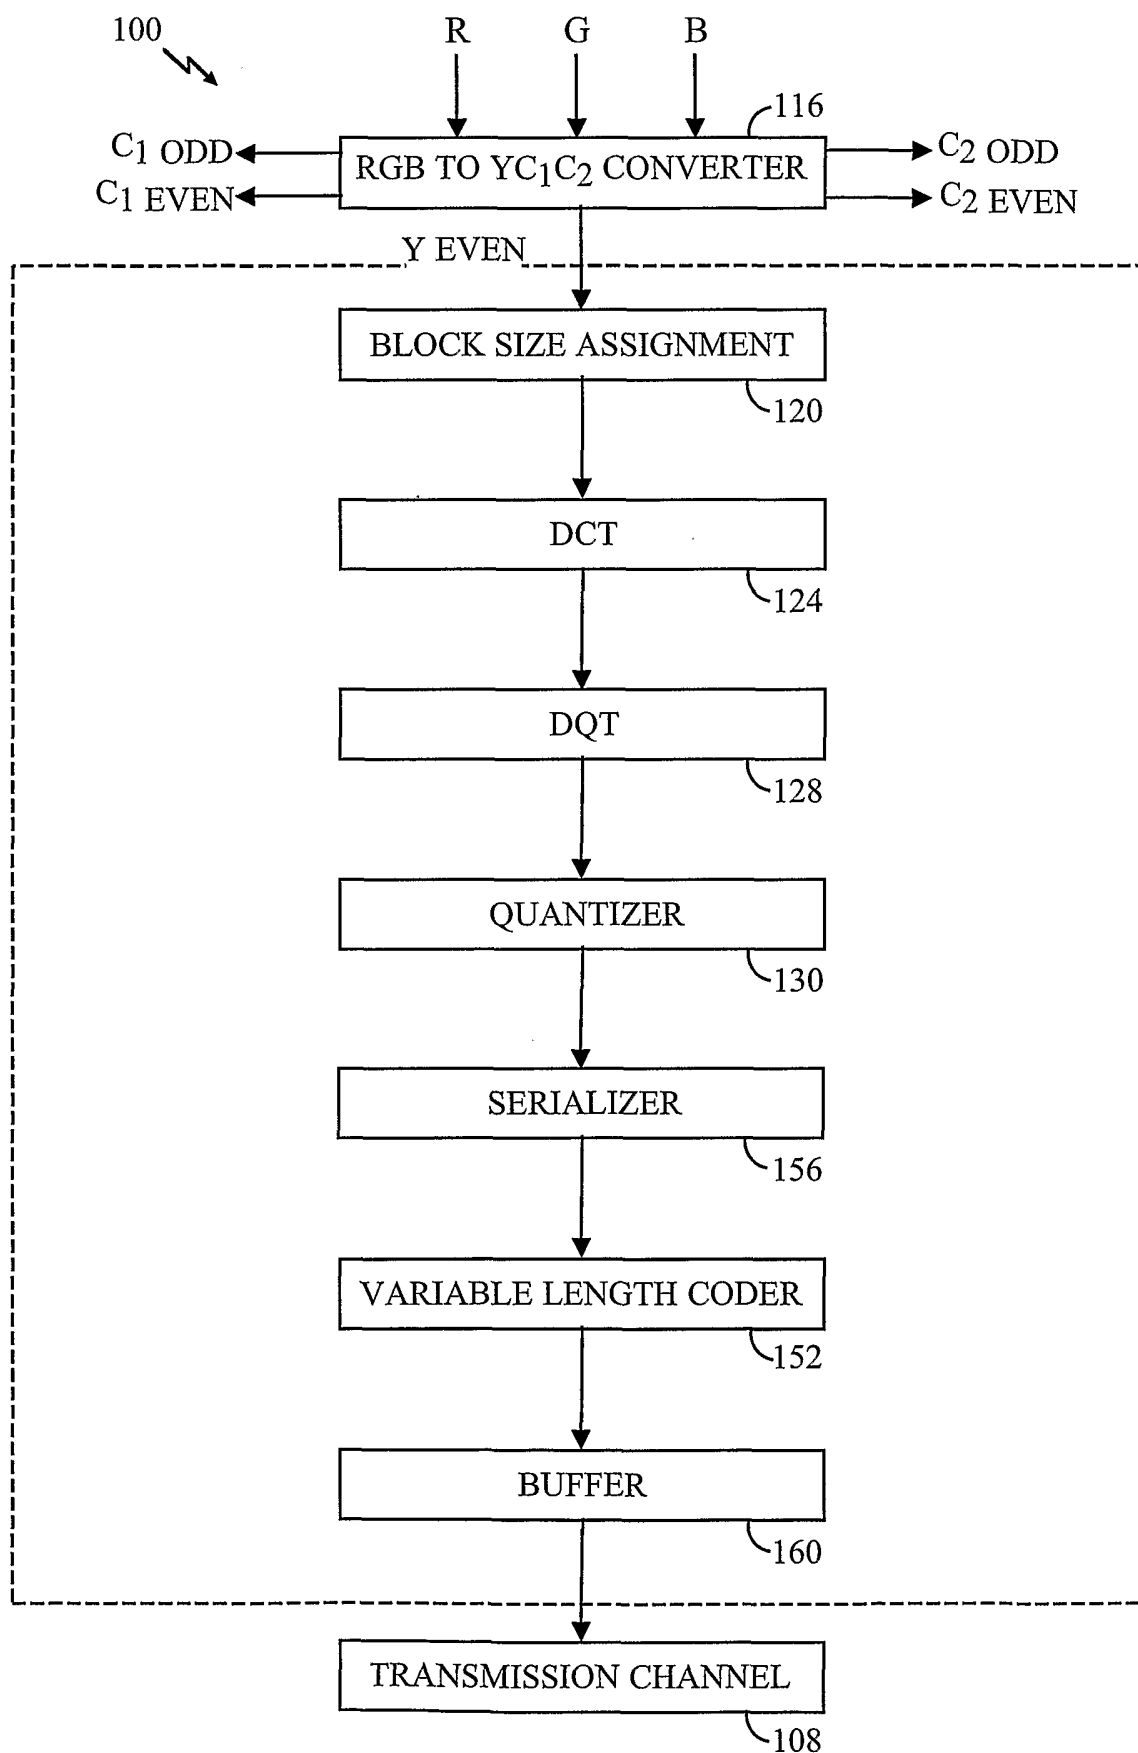 100
R G B
116
C1 ODD
C2 ODD
RGB TO YC1C2 CONVERTER
C1 EVEN
C2 EVEN
Y EVEN
BLOCK SIZE ASSIGNMENT
120
DCT
124
DQT
128
QUANTIZER
130
SERIALIZER
156
VARIABLE LENGTH CODER
152
BUFFER
160
TRANSMISSION CHANNEL
108